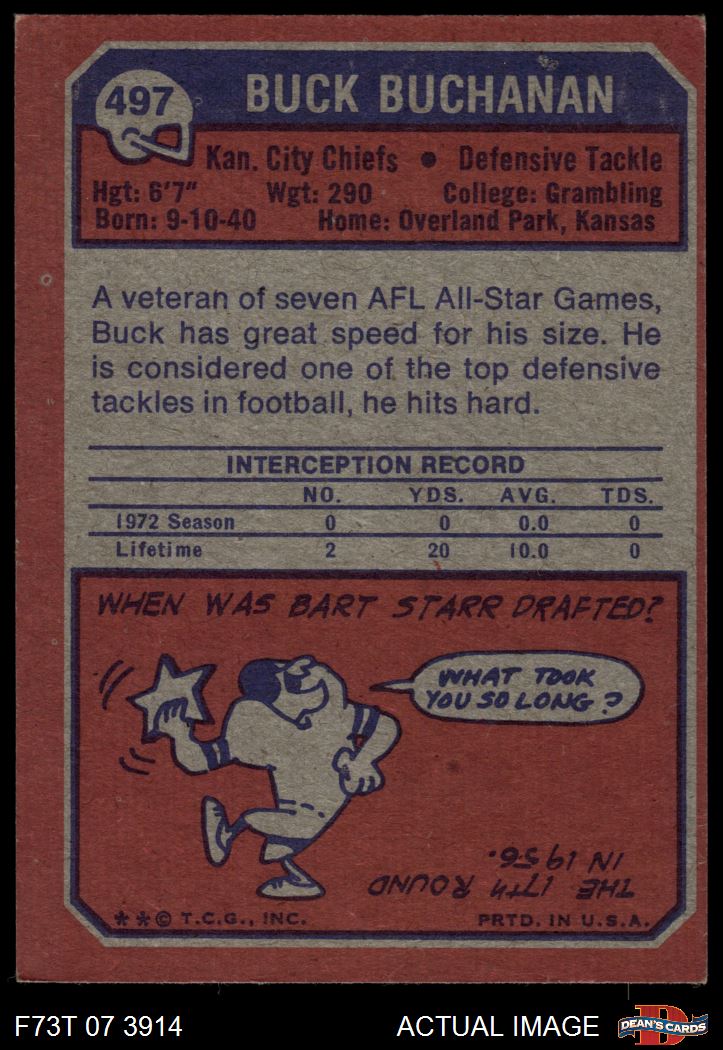 497
BUCK BUCHANAN
Kan. City Chiefs ● Defensive Tackle
Hgt: 6'7" Wgt: 290 College: Grambling
Born: 9-10-40 Home: Overland Park, Kansas
A veteran of seven AFL All-Star Games,
Buck has great speed for his size. He
is considered one of the top defensive
tackles in football, he hits hard.
INTERCEPTION RECORD
NO. YDS. AVG. TDS.
1972 Season 0 0 0.0 0
Lifetime 2 20 10.0 0
WHEN WAS BART STARR DRAFTED?
WHAT TOOK
YOU SO LONG?
THE 17TH ROUND
IN 1956.
**© T.C.G., INC. PRTD. IN U.S.A.
F73T 07 3914 ACTUAL IMAGE
D
DEAN'S CARDS